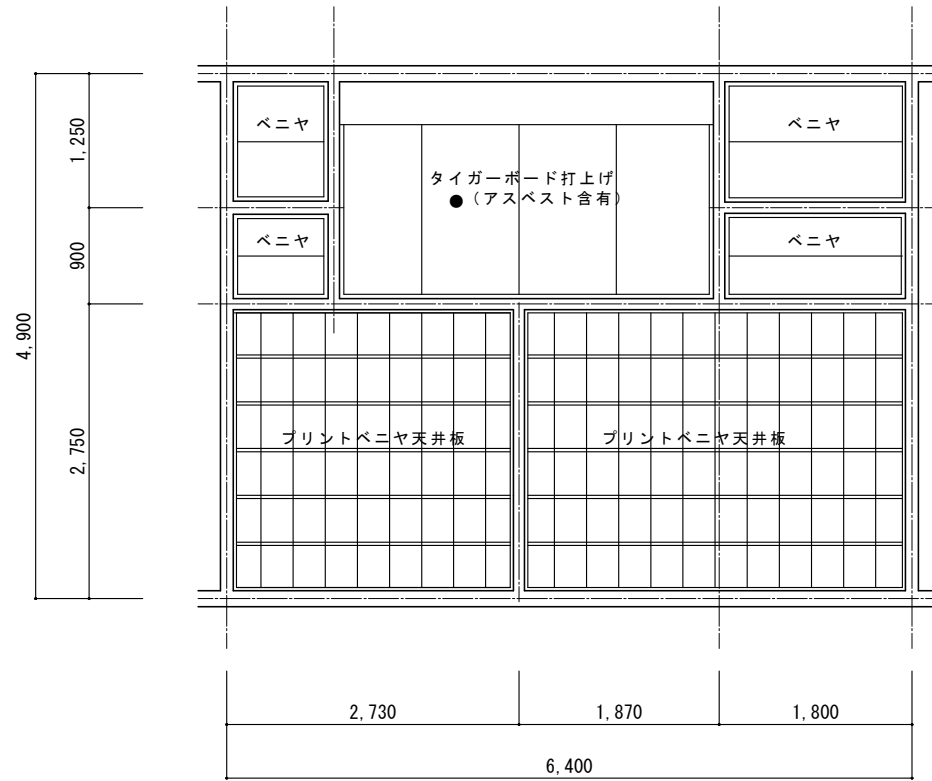 ベニヤ
ベニヤ
タイガーボード打上げ
（アスベスト含有）
ベニヤ
ベニヤ
プリントベニヤ天井板
プリントベニヤ天井板
1,250
900
2,750
4,900
2,730
1,870
1,800
6,400